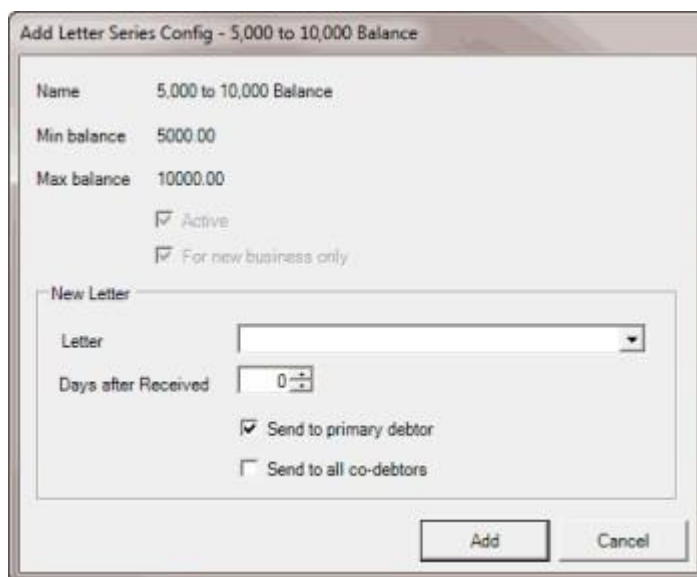 Add Letter Series Config - 5,000 to 10,000 Balance
Name 5,000 to 10,000 Balance
Min balance 5000.00
Max balance 10000.00
Active
For new business only
New Letter
Letter
Days after Received 0
Send to primary debtor
Send to all co-debtors
Add Cancel